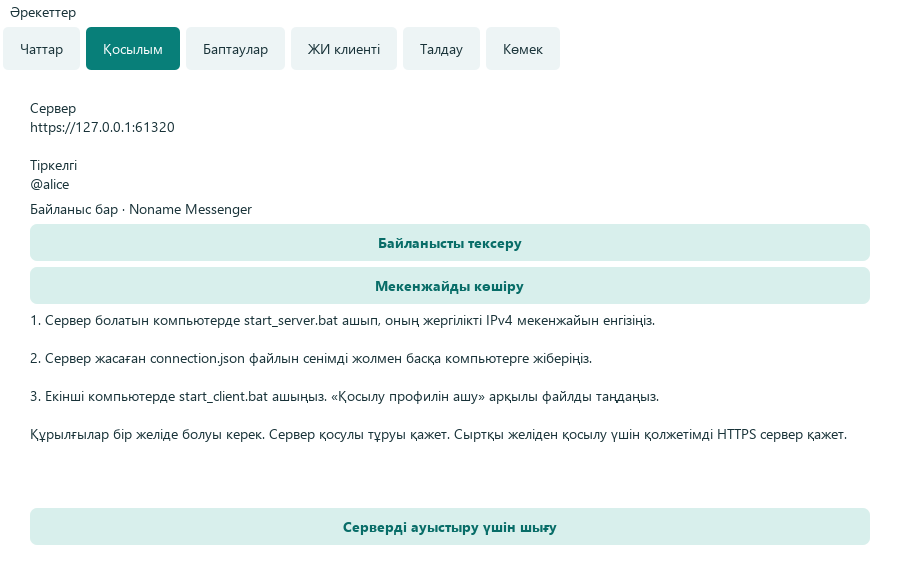 Әрекеттер
Чаттар
Қосылым
Баптаулар
ЖИ клиенті
Талдау
Көмек
Сервер
https://127.0.0.1:61320
Тіркелгі
@alice
Байланыс бар · Noname Messenger
Байланысты тексеру
Мекенжайды көшіру
1. Сервер болатын компьютерде start_server.bat ашып, оның жергілікті IPv4 мекенжайын енгізіңіз.
2. Сервер жасаған connection.json файлын сенімді жолмен басқа компьютерге жіберіңіз.
3. Екінші компьютерде start_client.bat ашыңыз. «Қосылу профилін ашу» арқылы файлды таңдаңыз.
Құрылғылар бір желіде болуы керек. Сервер қосулы тұруы қажет. Сыртқы желіден қосылу үшін қолжетімді HTTPS сервер қажет.
Серверді ауыстыру үшін шығу